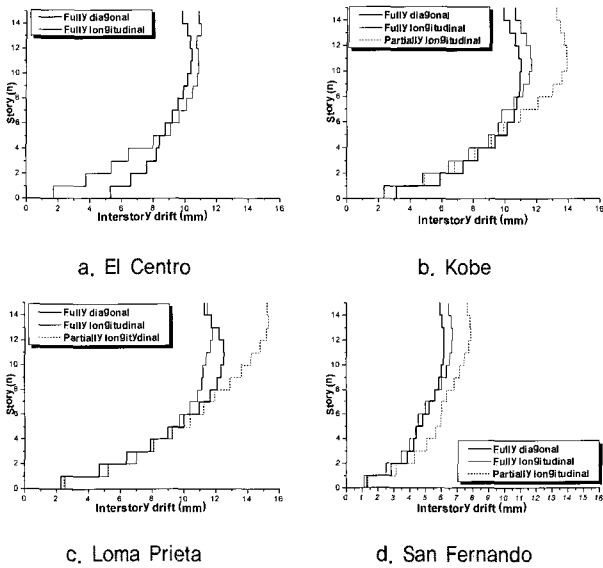 Fully diagonal
Fully longitudinal
Story (n)
14
12
10
8
6
4
2
0
0 2 4 6 8 10 12 14 16
Interstory drift (mm)
a. El Centro
Fully diagonal
Fully longitudinal
Partially longitudinal
Story (n)
14
12
10
8
6
4
2
0
0 2 4 6 8 10 12 14 16
Interstory drift (mm)
b. Kobe
Fully diagonal
Fully longitudinal
Partially longitydinal
Story (n)
14
12
10
8
6
4
2
0
0 2 4 6 8 10 12 14 16
Interstory drift (mm)
c. Loma Prieta
Story (n)
14
12
10
8
6
4
2
0
Fully diagonal
Fully longitudinal
Partially longitudinal
0 1 2 3 4 5 6 7 8 9 10 11 12 13 14 15 16
Interstory drift (mm)
d. San Fernando